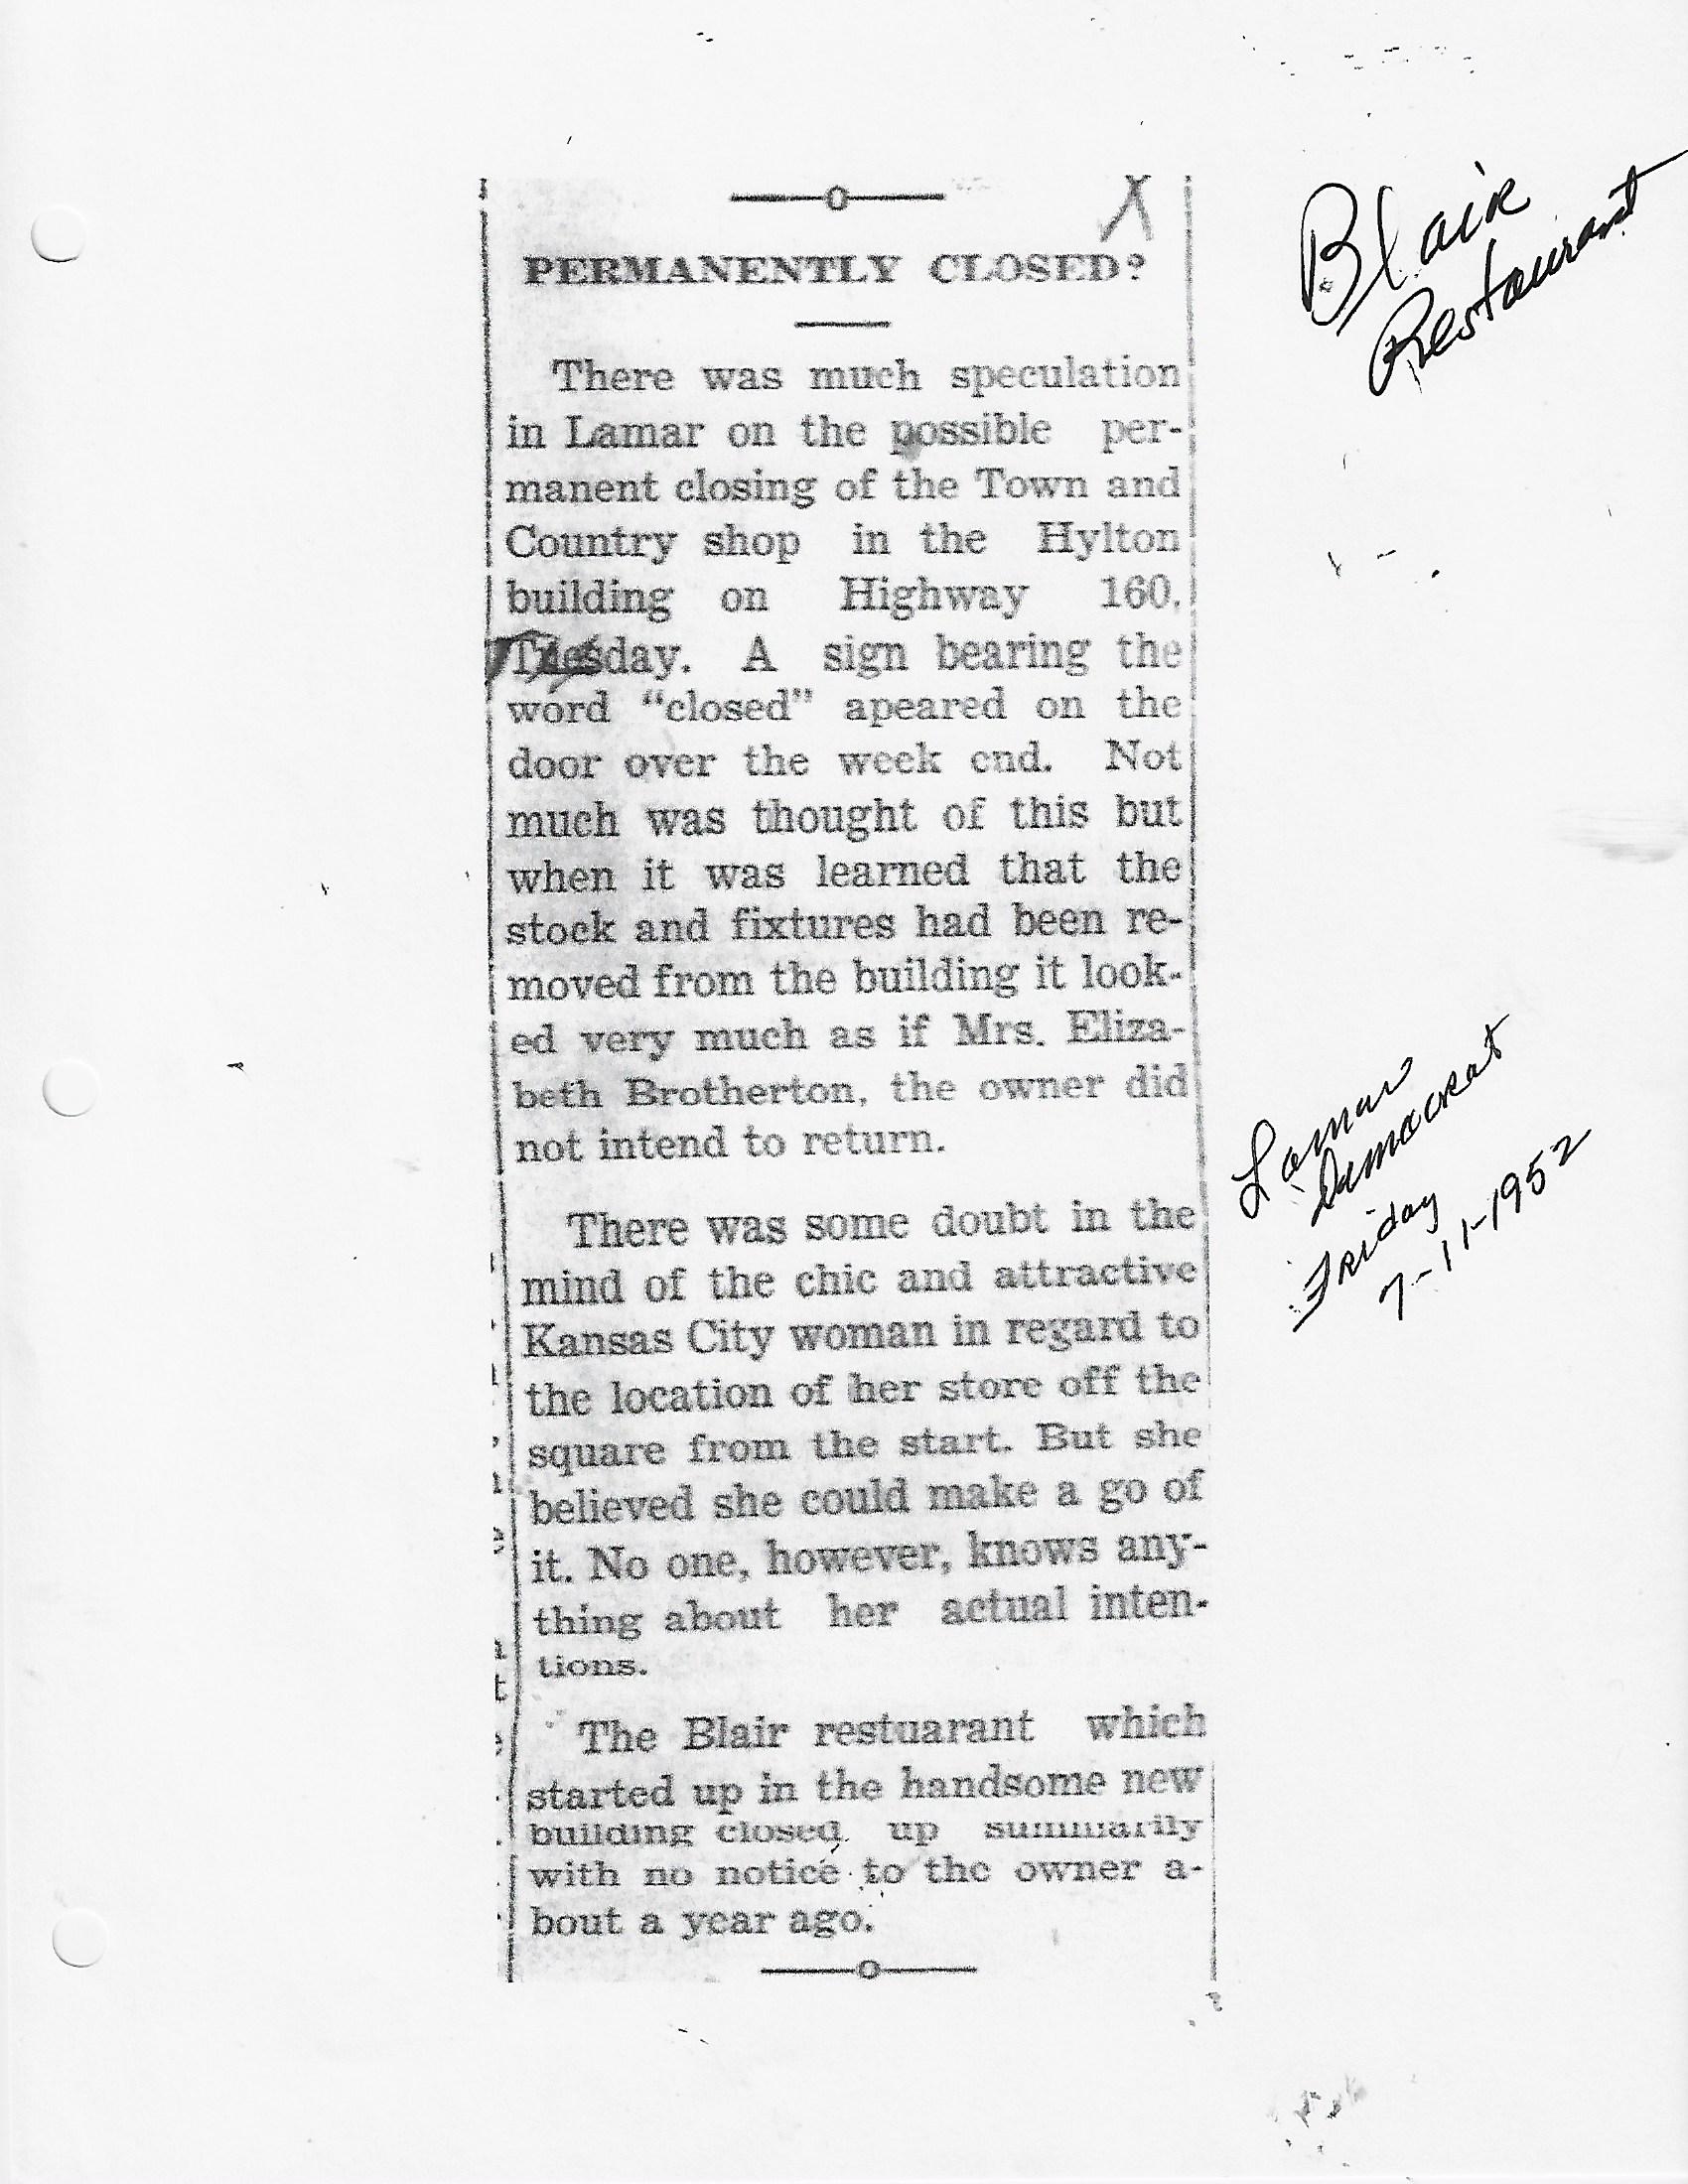 Blair
Restaurant
X
PERMANENTLY CLOSED?
There was much speculation
in Lamar on the possible per-
manent closing of the Town and
Country shop in the Hylton
building on Highway 160,
Tuesday. A sign bearing the
word “closed” apeared on the
door over the week end. Not
much was thought of this but
when it was learned that the
stock and fixtures had been re-
moved from the building it look-
ed very much as if Mrs. Eliza-
beth Brotherton, the owner did
not intend to return.
There was some doubt in the
mind of the chic and attractive
Kansas City woman in regard to
the location of her store off the
square from the start. But she
believed she could make a go of
it. No one, however, knows any-
thing about her actual inten-
tions.
The Blair restuarant which
started up in the handsome new
building closed up summarily
with no notice to the owner a-
bout a year ago.
Lamar
Democrat
Friday
7-11-1952